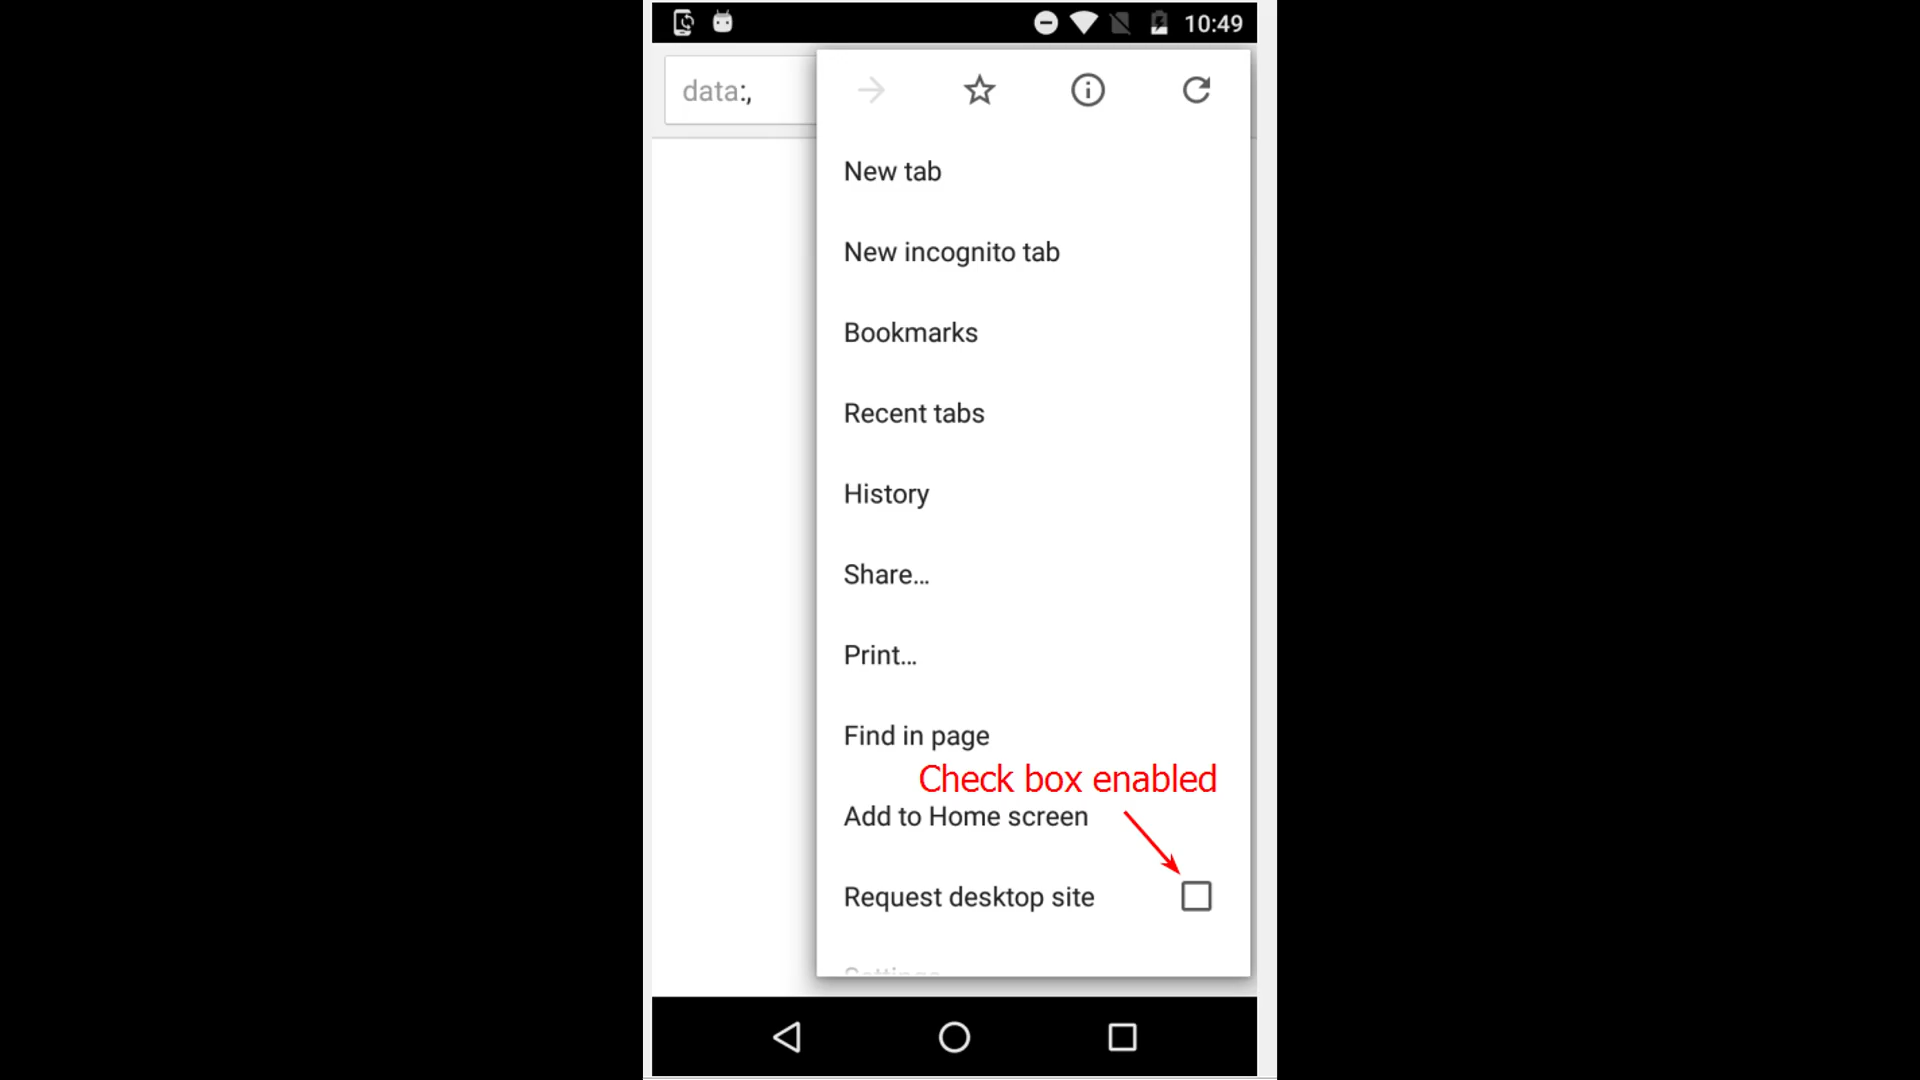 10:49
data:,
New tab
New incognito tab
Bookmarks
Recent tabs
History
Share...
Print...
Find in page
Check box enabled
Add to Home screen
Request desktop site